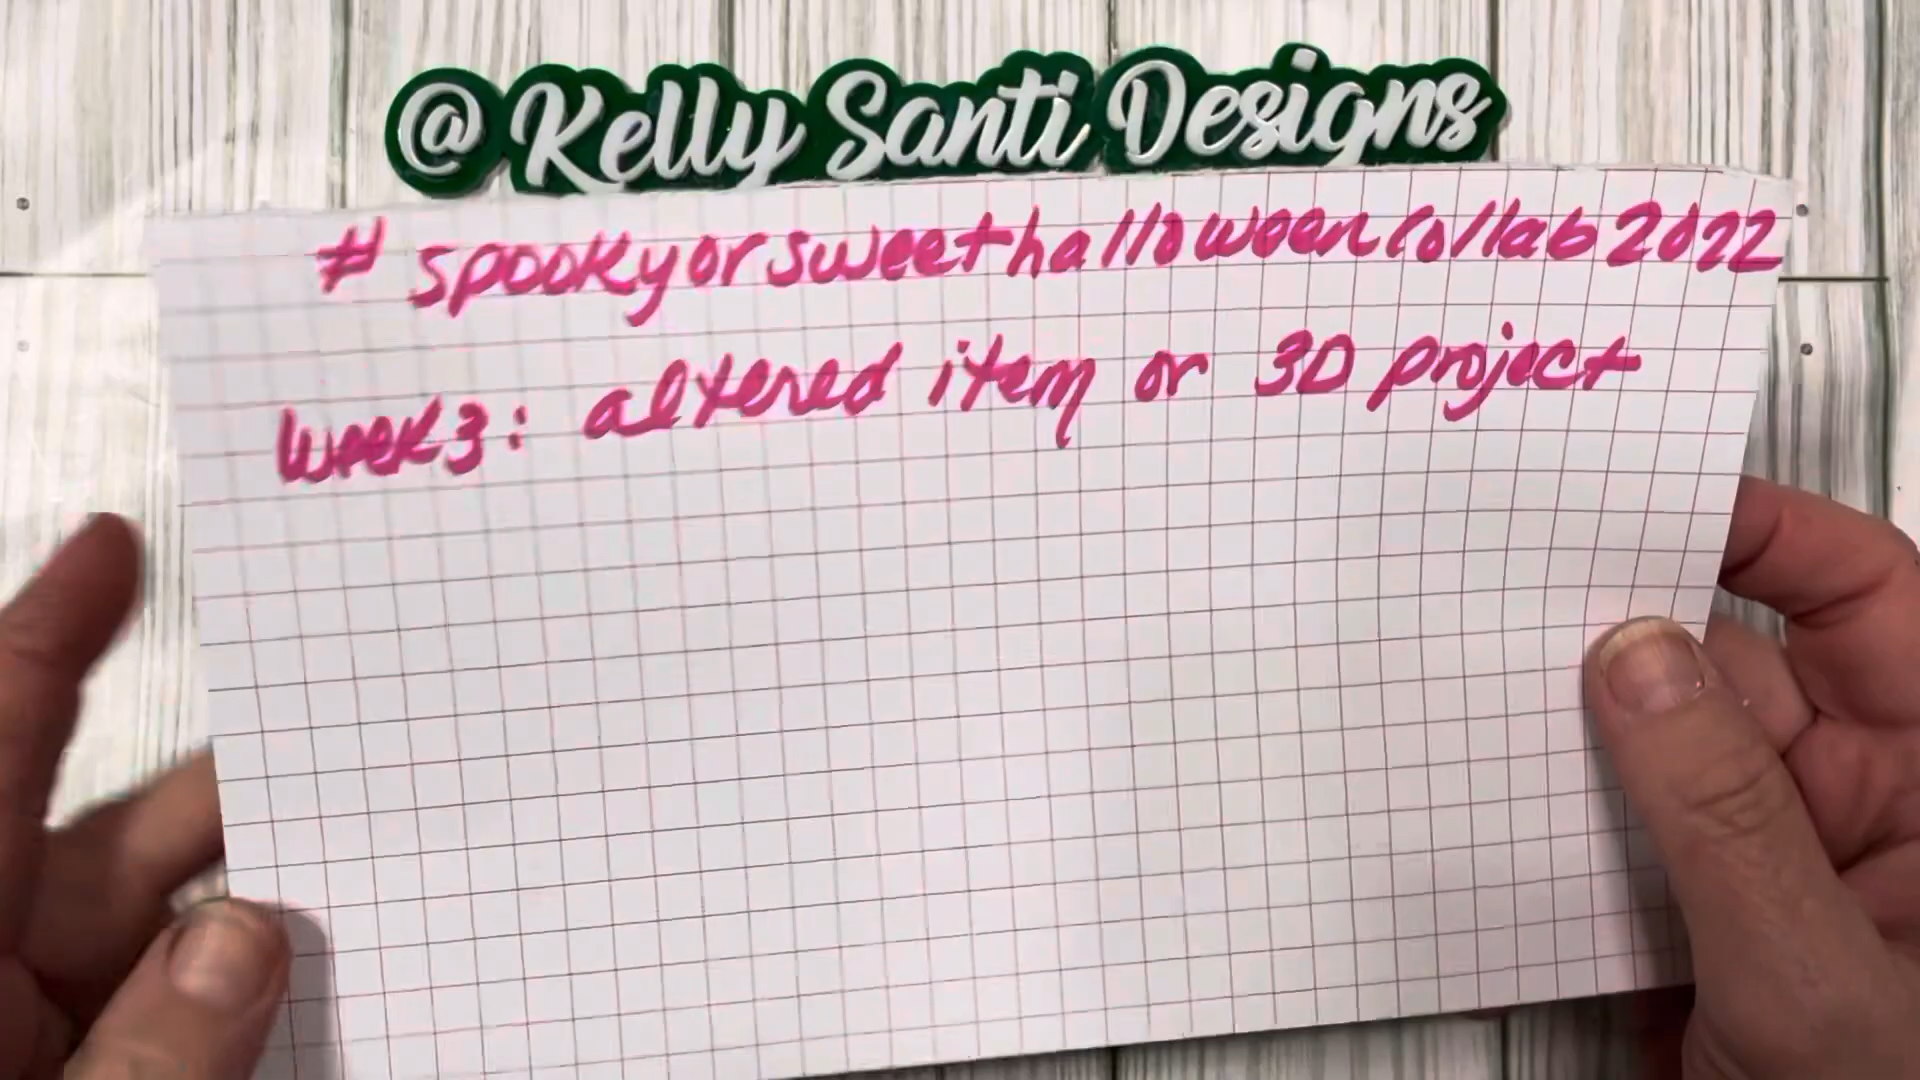 @Kelly Santi Designs
#spookyorsweethalloweencollab2022
week3: altered item or 3D project